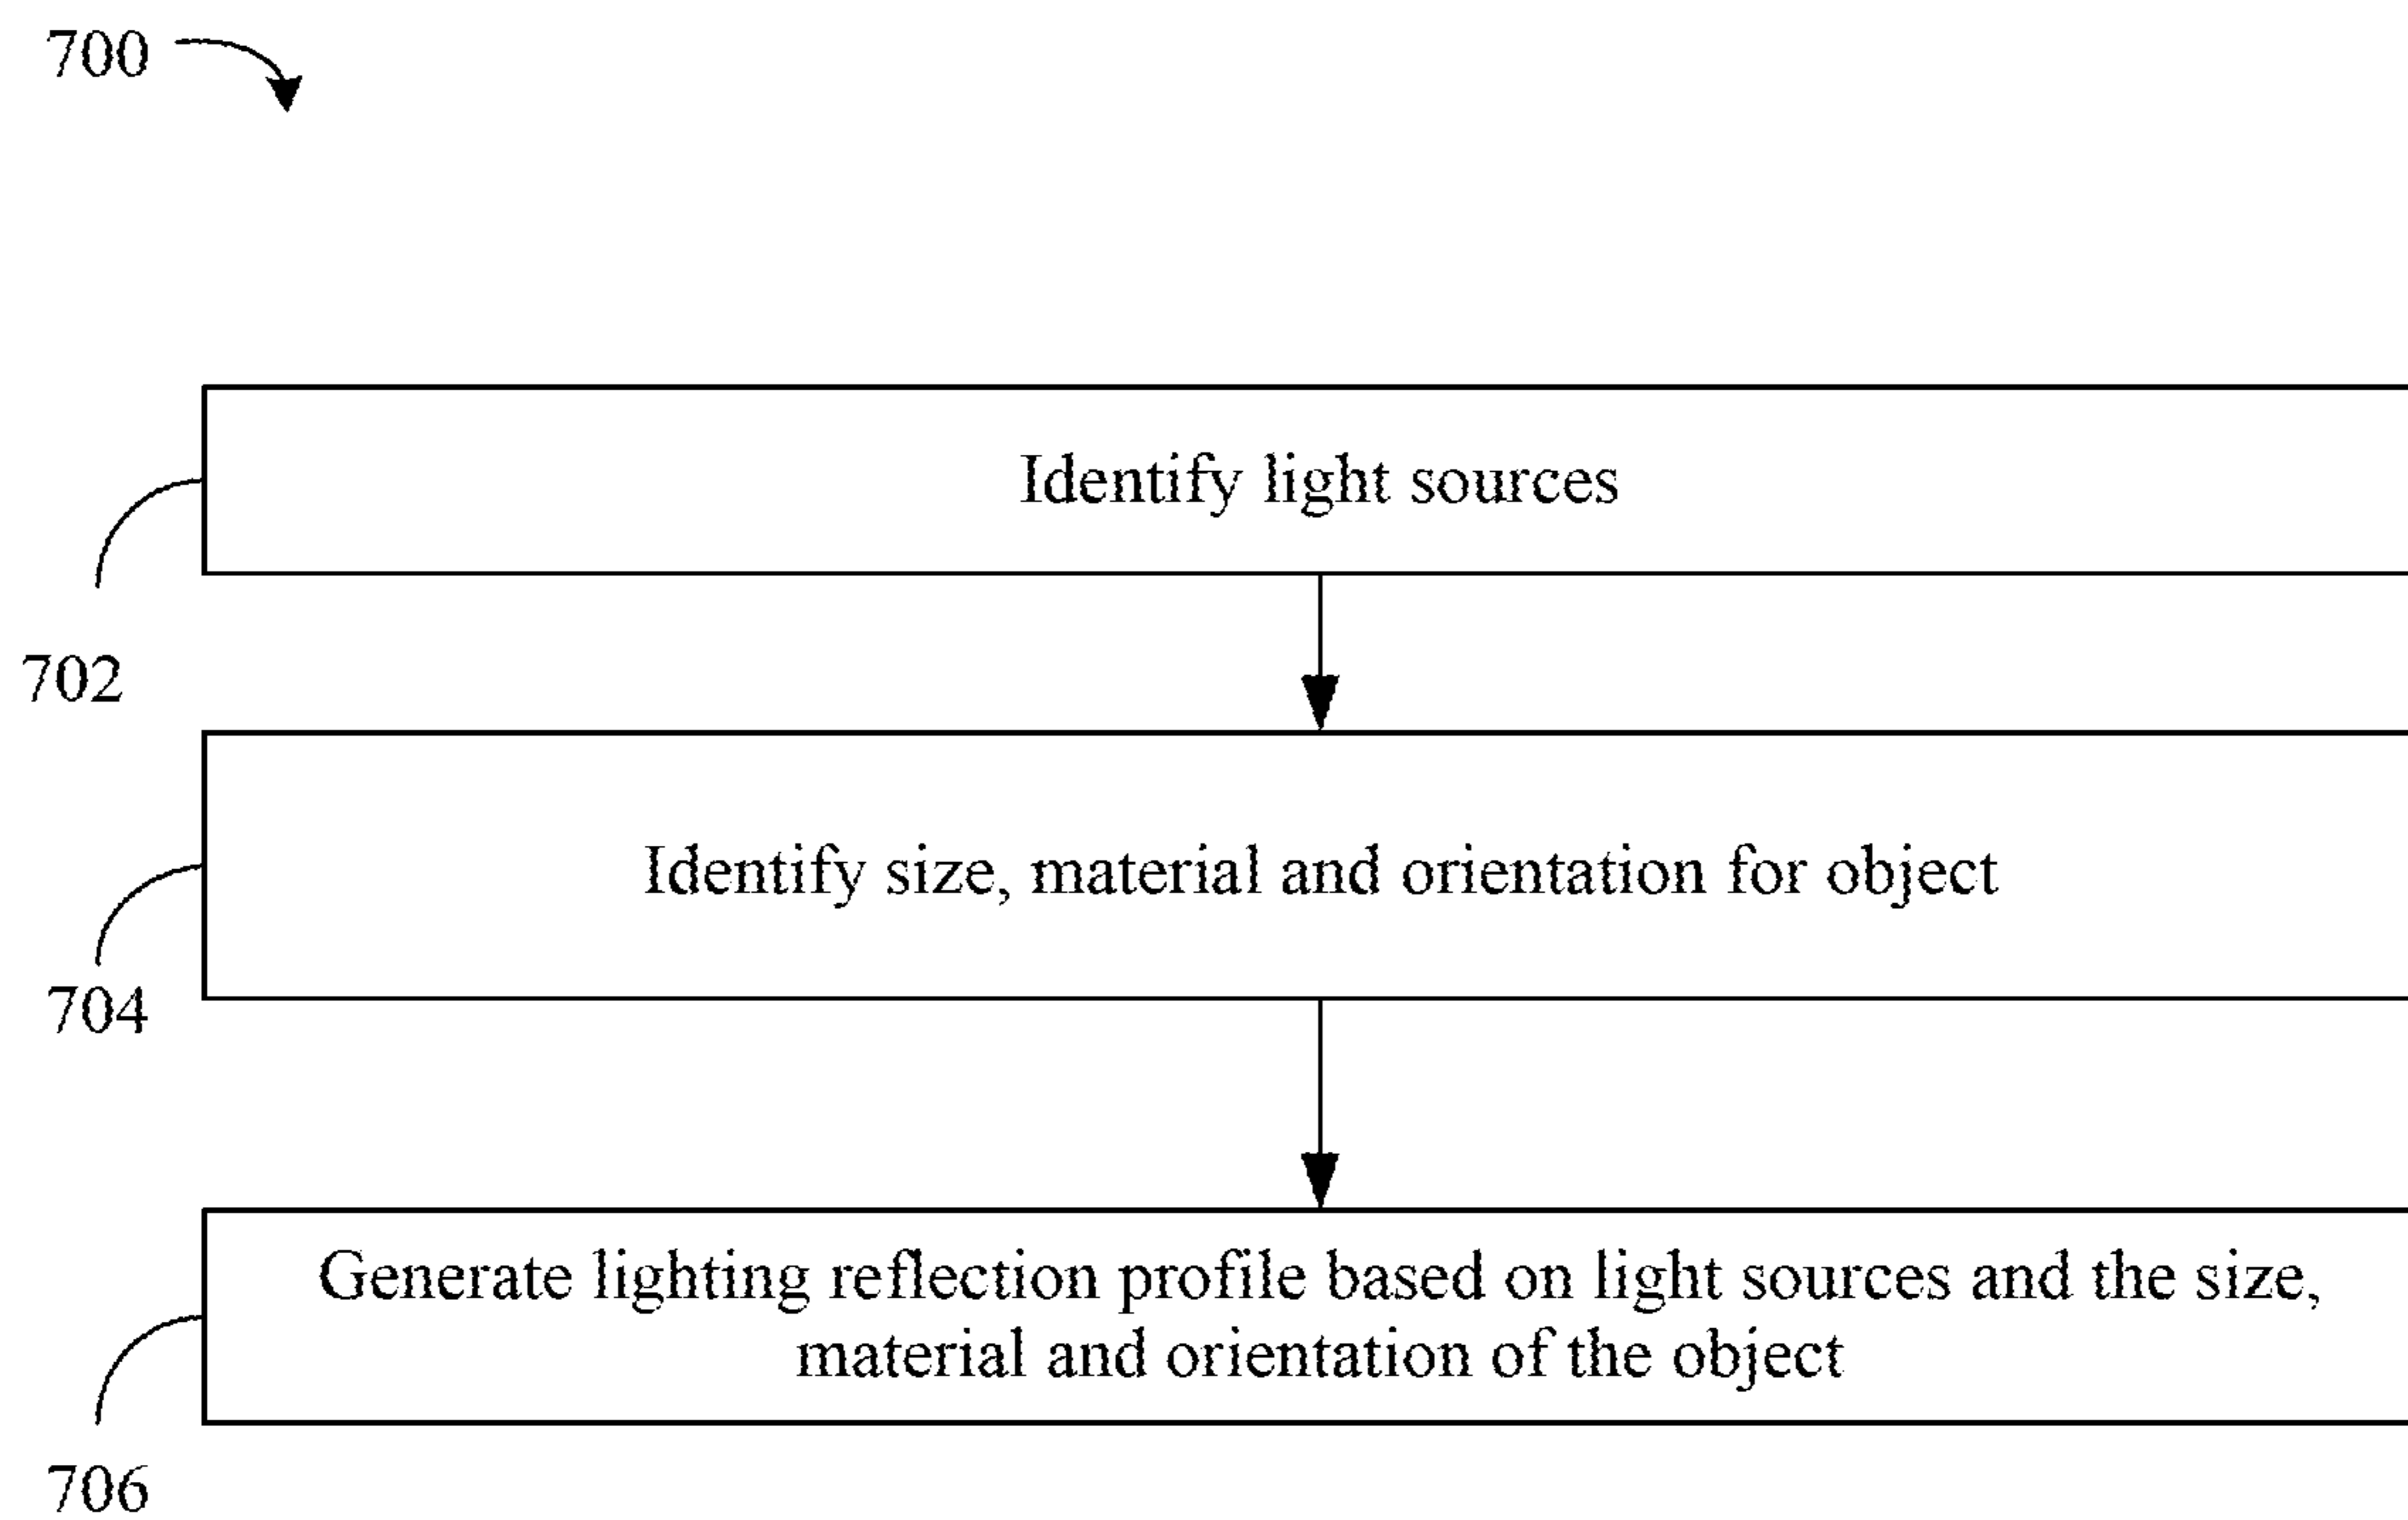 700
Identify light sources
702
Identify size, material and orientation for object
704
Generate lighting reflection profile based on light sources and the size,
material and orientation of the object
706